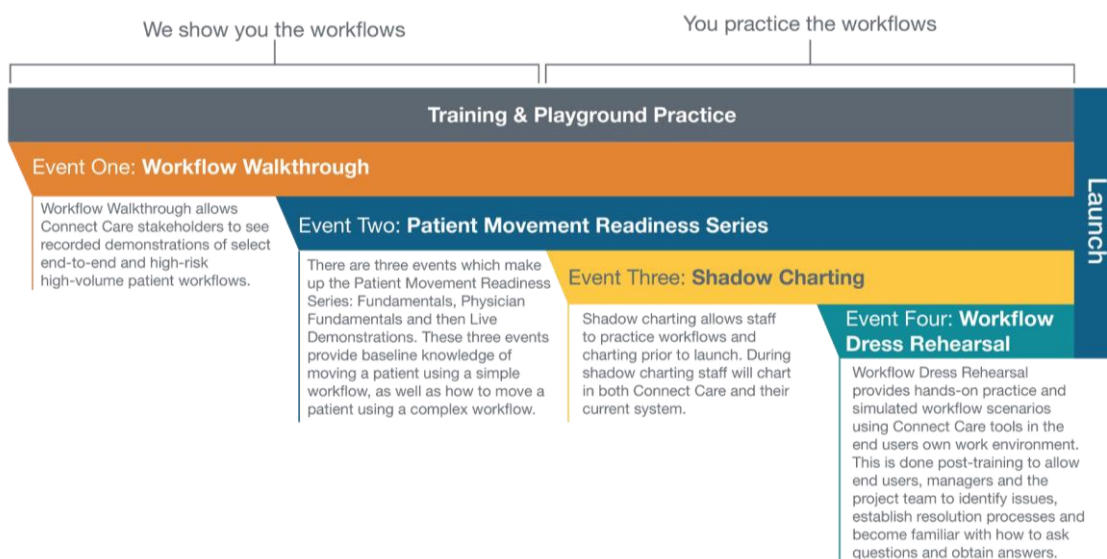 We show you the workflows
You practice the workflows
Training & Playground Practice
Event One: Workflow Walkthrough
Workflow Walkthrough allows
Connect Care stakeholders to see
recorded demonstrations of select
end-to-end and high-risk
high-volume patient workflows.
Event Two: Patient Movement Readiness Series
There are three events which make
up the Patient Movement Readiness
Series: Fundamentals, Physician
Fundamentals and then Live
Demonstrations. These three events
provide baseline knowledge of
moving a patient using a simple
workflow, as well as how to move a
patient using a complex workflow.
Event Three: Shadow Charting
Shadow charting allows staff
to practice workflows and
charting prior to launch. During
shadow charting staff will chart
in both Connect Care and their
current system.
Event Four: Workflow
Dress Rehearsal
Workflow Dress Rehearsal
provides hands-on practice and
simulated workflow scenarios
using Connect Care tools in the
end users own work environment.
This is done post-training to allow
end users, managers and the
project team to identify issues,
establish resolution processes and
become familiar with how to ask
questions and obtain answers.
Launch